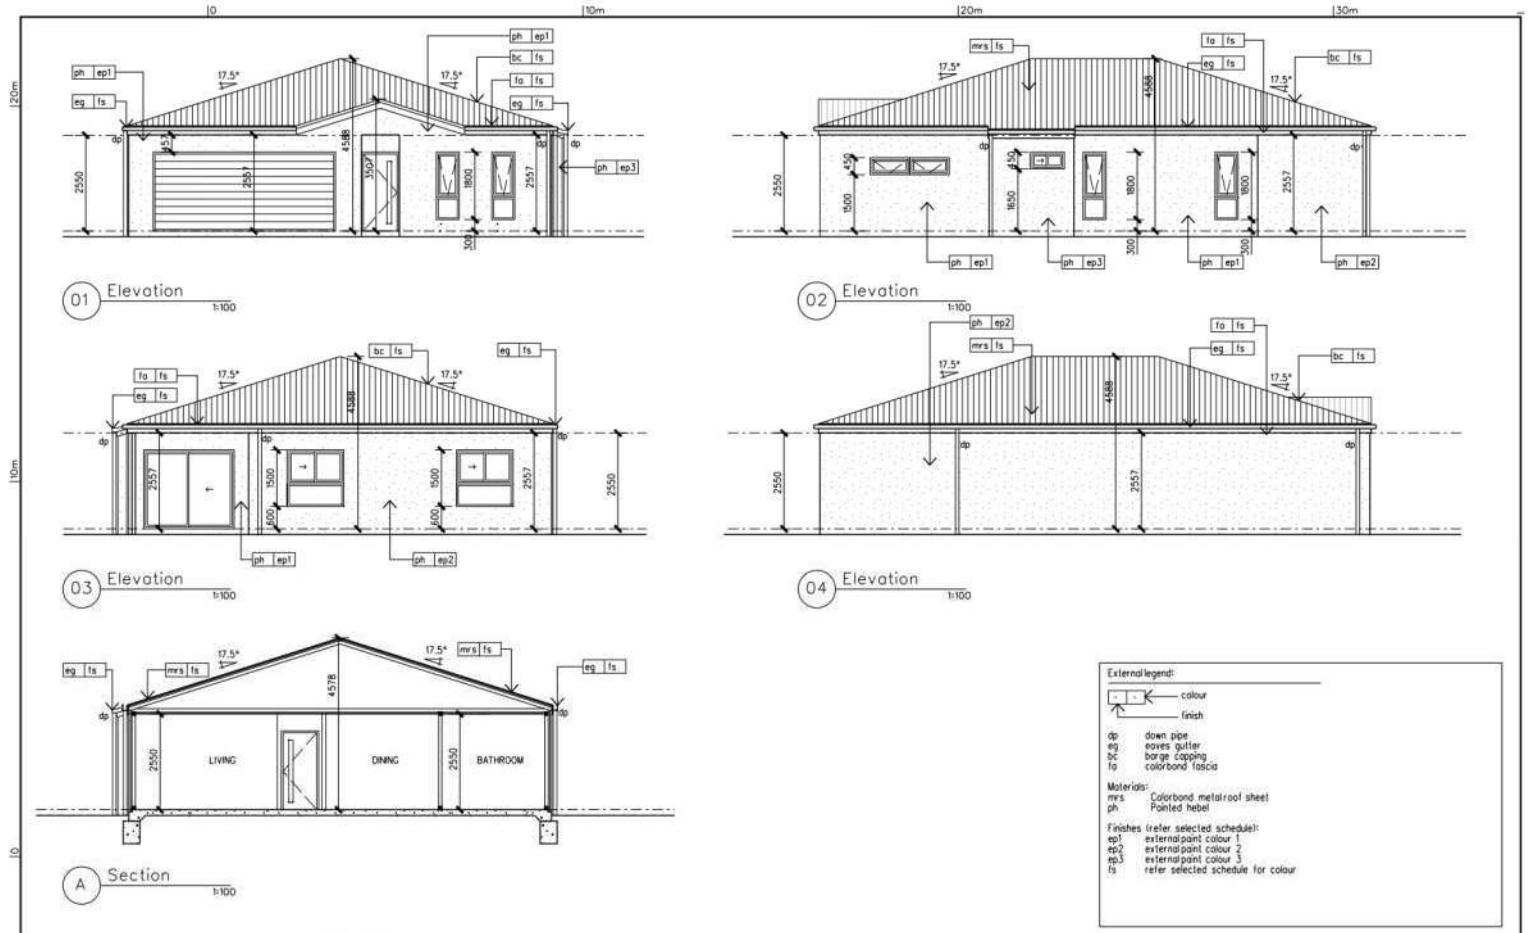 0 10m 20m 30m
20m
10m
0
ph ep1
bc fs
fa fs
eg fs
ph ep1
eg fs
17.5° 17.5°
dp dp dp
ph ep3
2550 457 2557 4588 3507 1800 300 2557
01 Elevation
1:100
mrs fs
fa fs
eg fs
bc fs
17.5° 17.5°
dp dp
2550 450 1500 450 1650 1800 300 4588 1800 300 2557
ph ep1
ph ep3
ph ep1
ph ep2
02 Elevation
1:100
bc fs
eg fs
fa fs
eg fs
17.5° 17.5°
dp dp dp
2557 1500 600 4588 1500 600 2557 2550
ph ep1
ph ep2
03 Elevation
1:100
ph ep2
mrs fs
fa fs
eg fs
bc fs
17.5° 17.5°
dp dp
2550 4588 2557
04 Elevation
1:100
eg fs
mrs fs
17.5° 17.5°
mrs fs
eg fs
dp dp
2550 4578 2550
LIVING DINING BATHROOM
A Section
1:100
External legend:
- - colour
finish
dp down pipe
eg eaves gutter
bc barge capping
fa colorbond fascia
Materials:
mrs Colorbond metal roof sheet
ph Painted hebel
Finishes (refer selected schedule):
ep1 external paint colour 1
ep2 external paint colour 2
ep3 external paint colour 3
fs refer selected schedule for colour